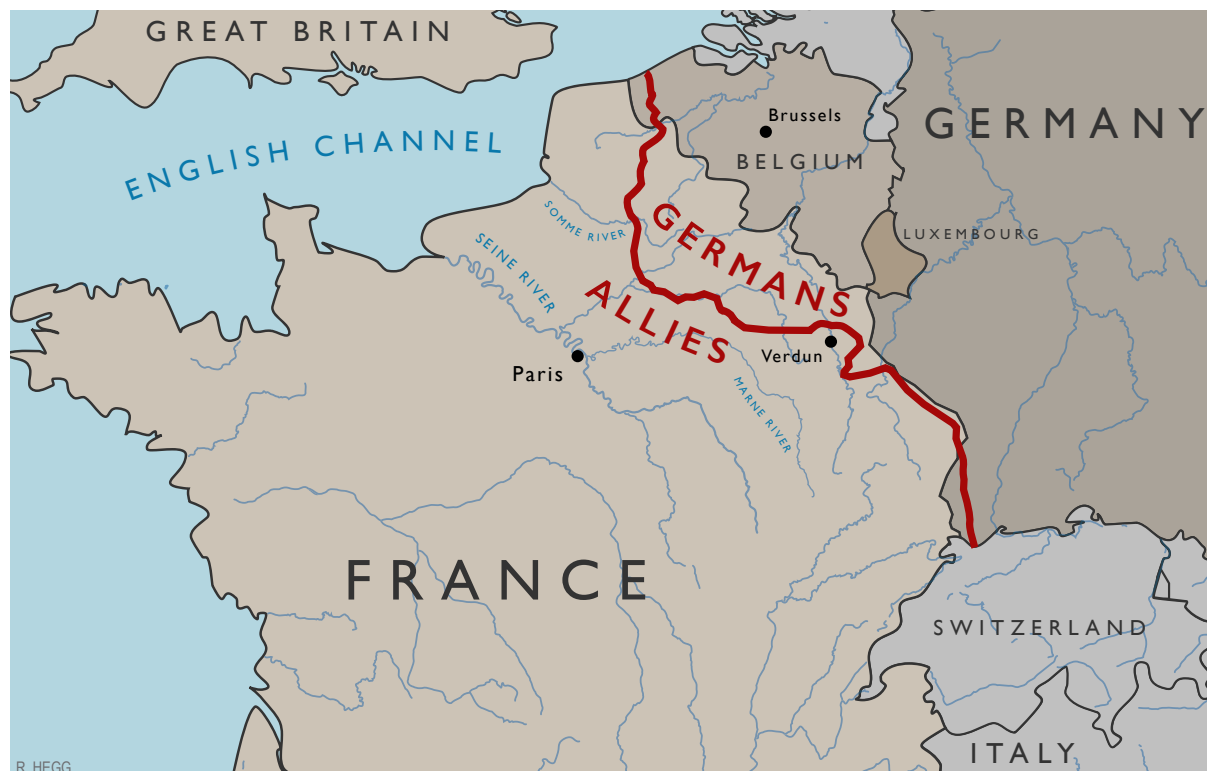 GREAT BRITAIN
ENGLISH CHANNEL
Brussels
BELGIUM
GERMANY
SOMME RIVER
SEINE RIVER
GERMANS
LUXEMBOURG
ALLIES
Verdun
Paris
MARNE RIVER
FRANCE
SWITZERLAND
ITALY
R. HEGG